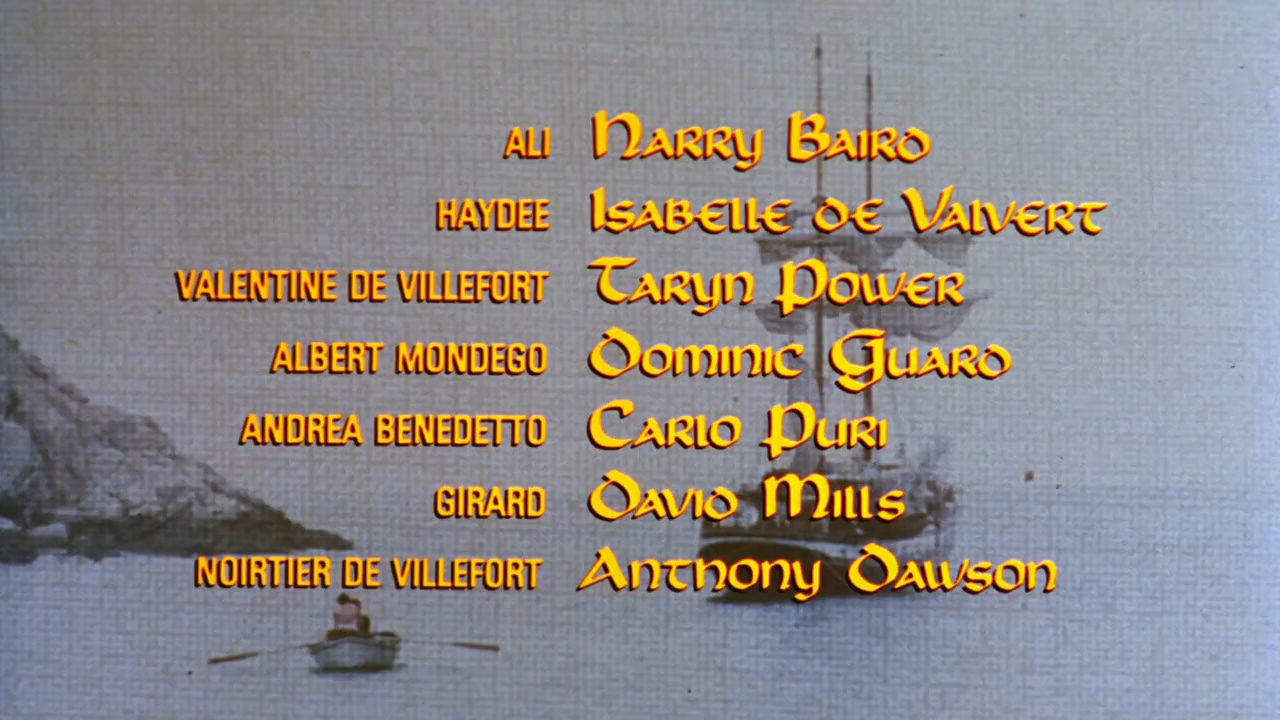 ALI Harry Baird
HAYDEE Isabelle de Valvert
VALENTINE DE VILLEFORT Taryn Power
ALBERT MONDEGO Dominic Guard
ANDREA BENEDETTO Carlo Puri
GIRARD David Mills
NOIRTIER DE VILLEFORT Anthony Dawson